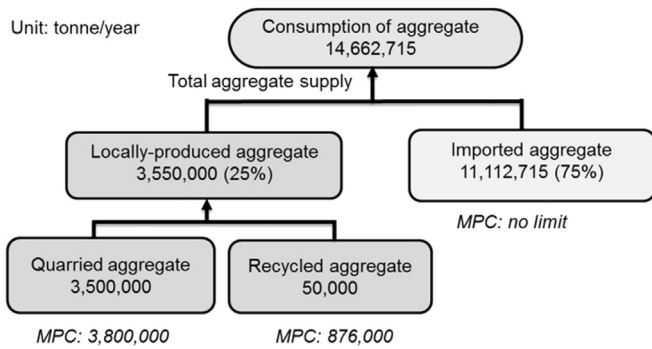 Unit: tonne/year
Consumption of aggregate
14,662,715
Total aggregate supply
Locally-produced aggregate
3,550,000 (25%)
Imported aggregate
11,112,715 (75%)
MPC: no limit
Quarried aggregate
3,500,000
Recycled aggregate
50,000
MPC: 3,800,000
MPC: 876,000